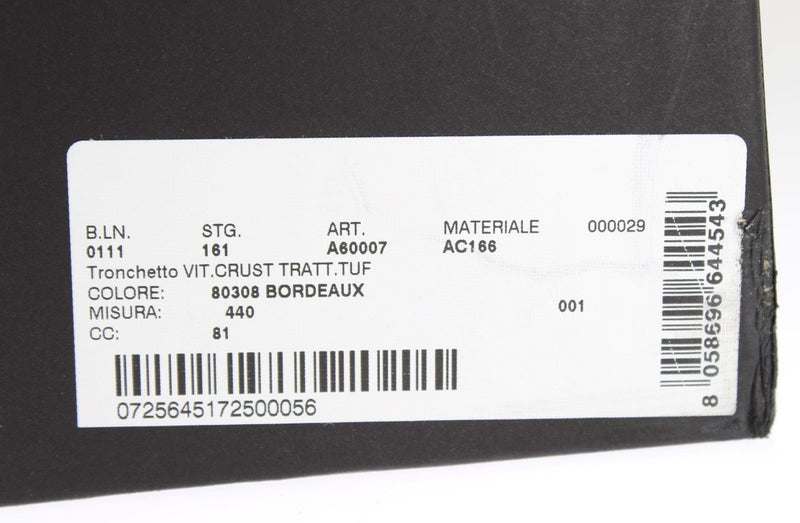 B.LN. STG. ART. MATERIALE 000029
0111 161 A60007 AC166
Tronchetto VIT.CRUST TRATT.TUF
COLORE: 80308 BORDEAUX
MISURA: 440 001
CC: 81
0725645172500056
8 058696 644543